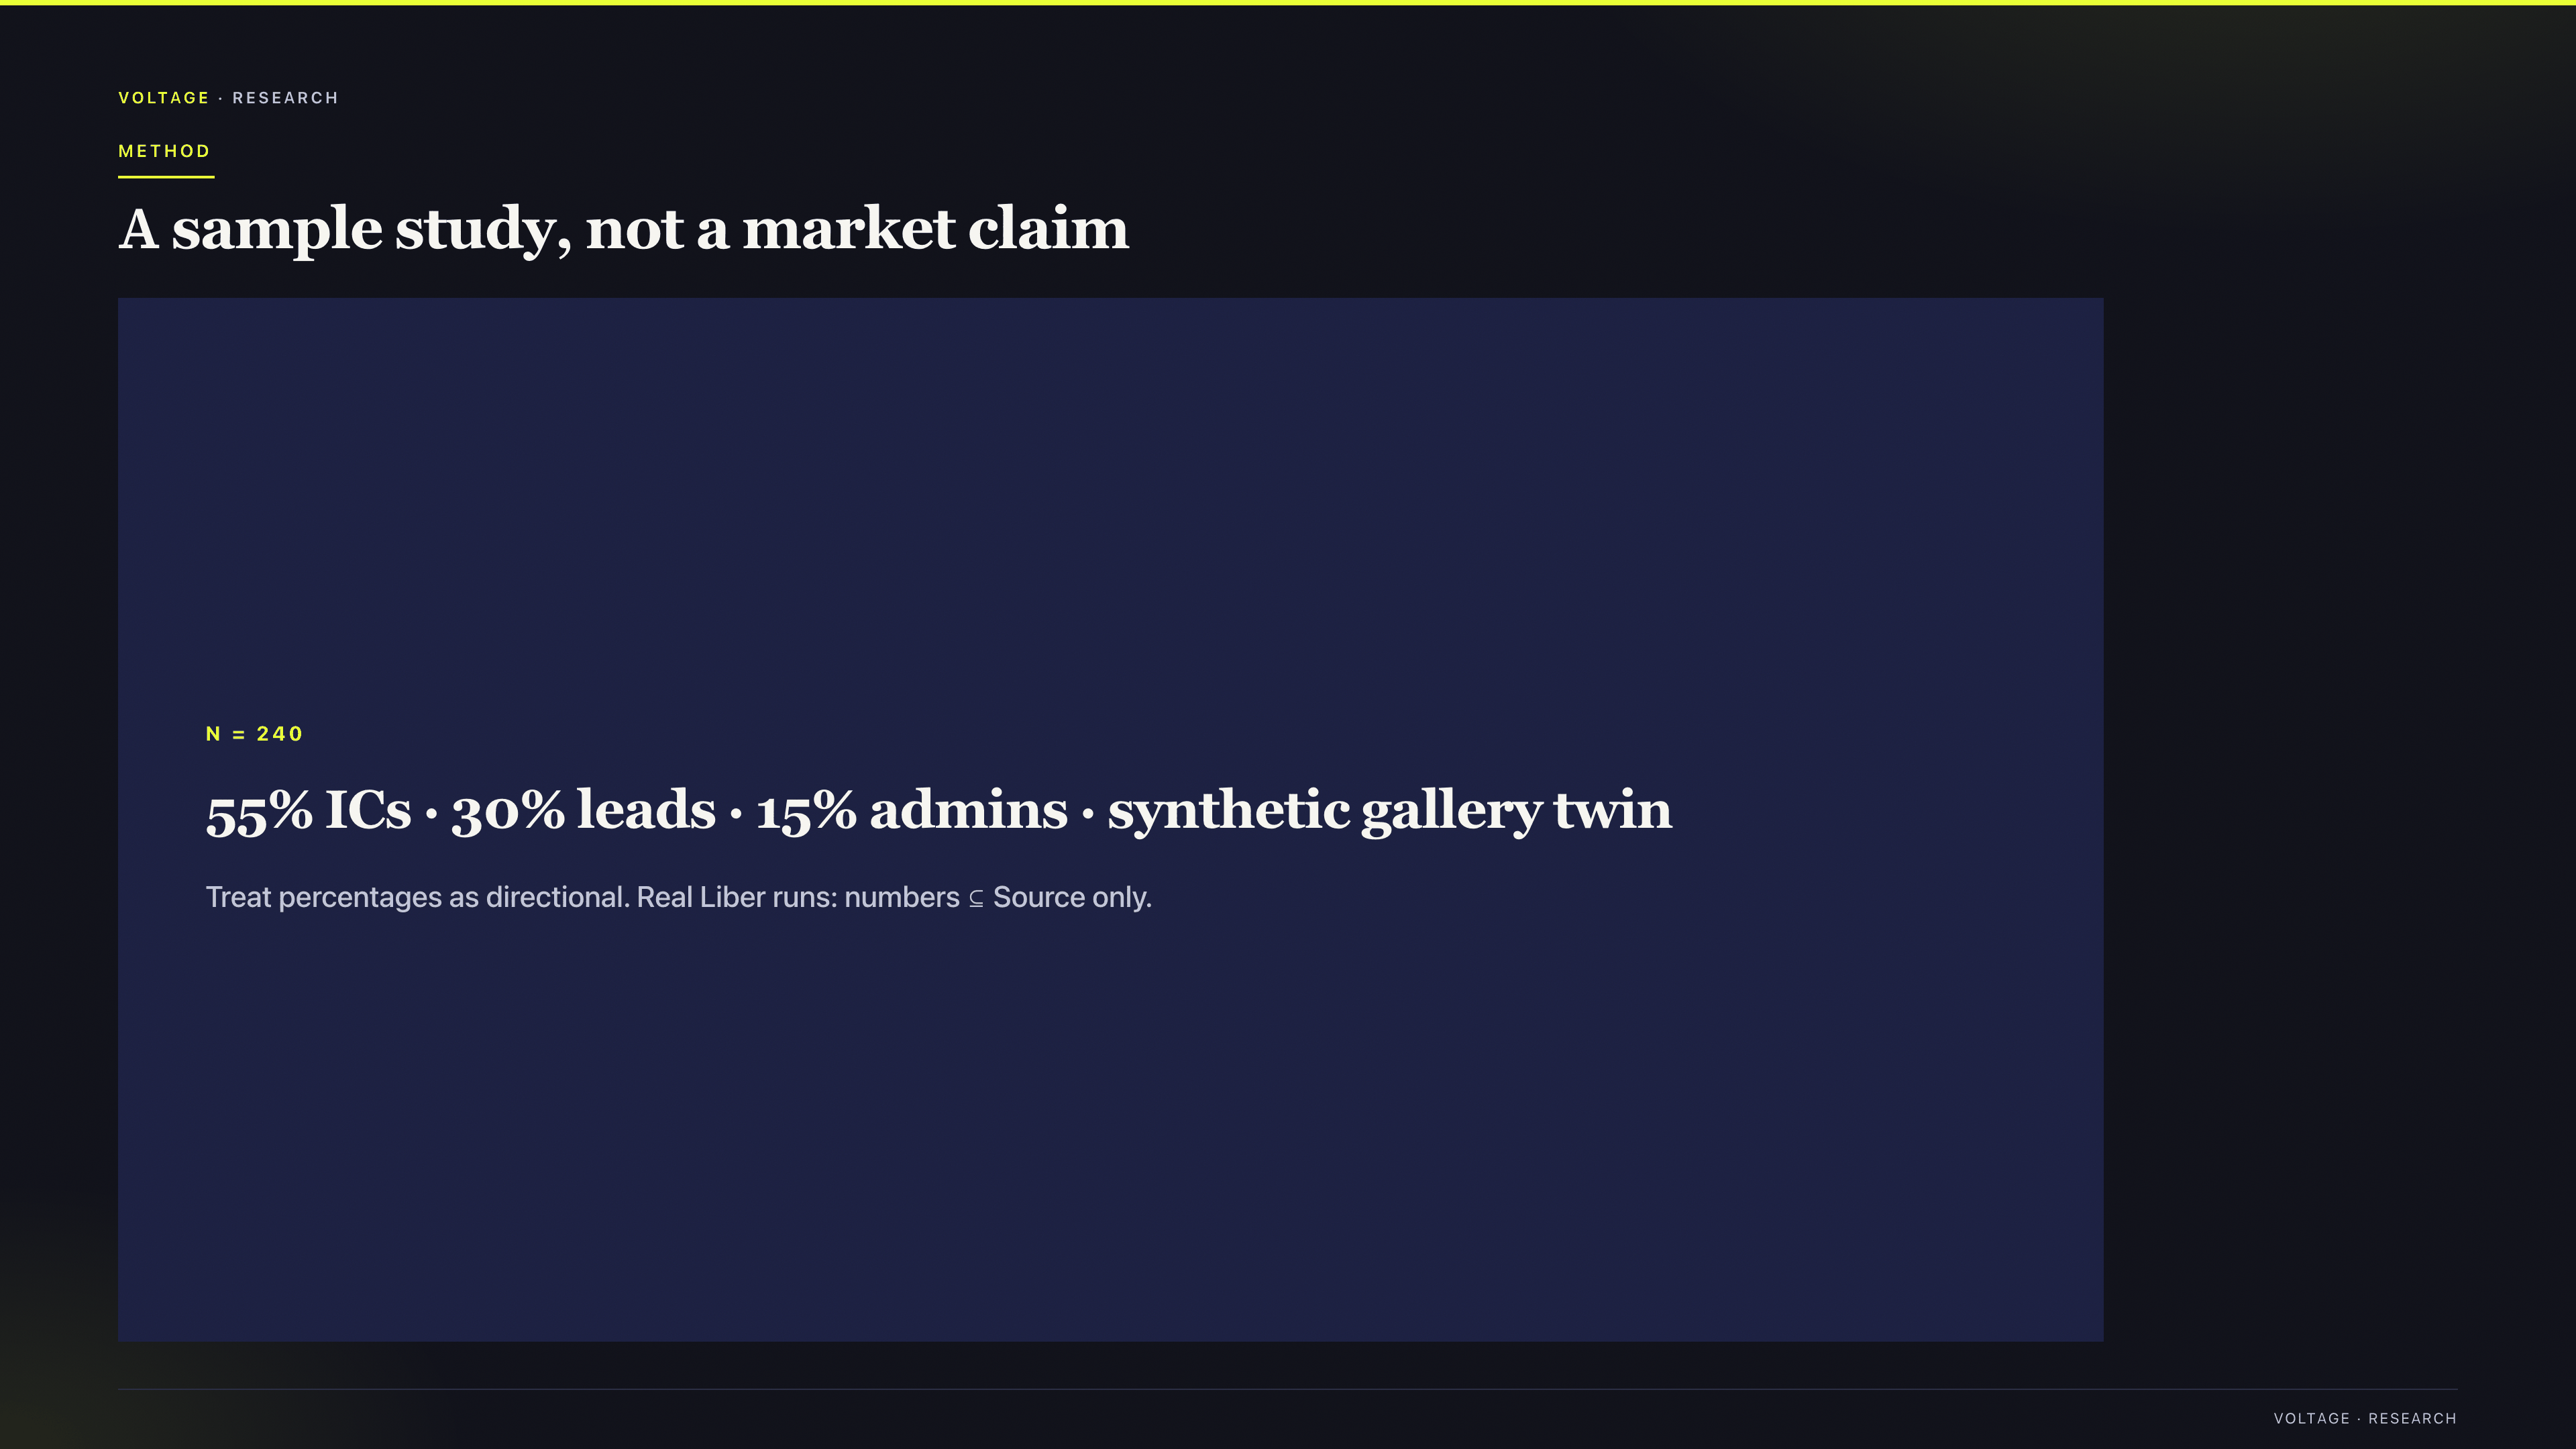 VOLTAGE · RESEARCH
METHOD
A sample study, not a market claim
N = 240
55% ICs · 30% leads · 15% admins · synthetic gallery twin
Treat percentages as directional. Real Liber runs: numbers ⊆ Source only.
VOLTAGE · RESEARCH